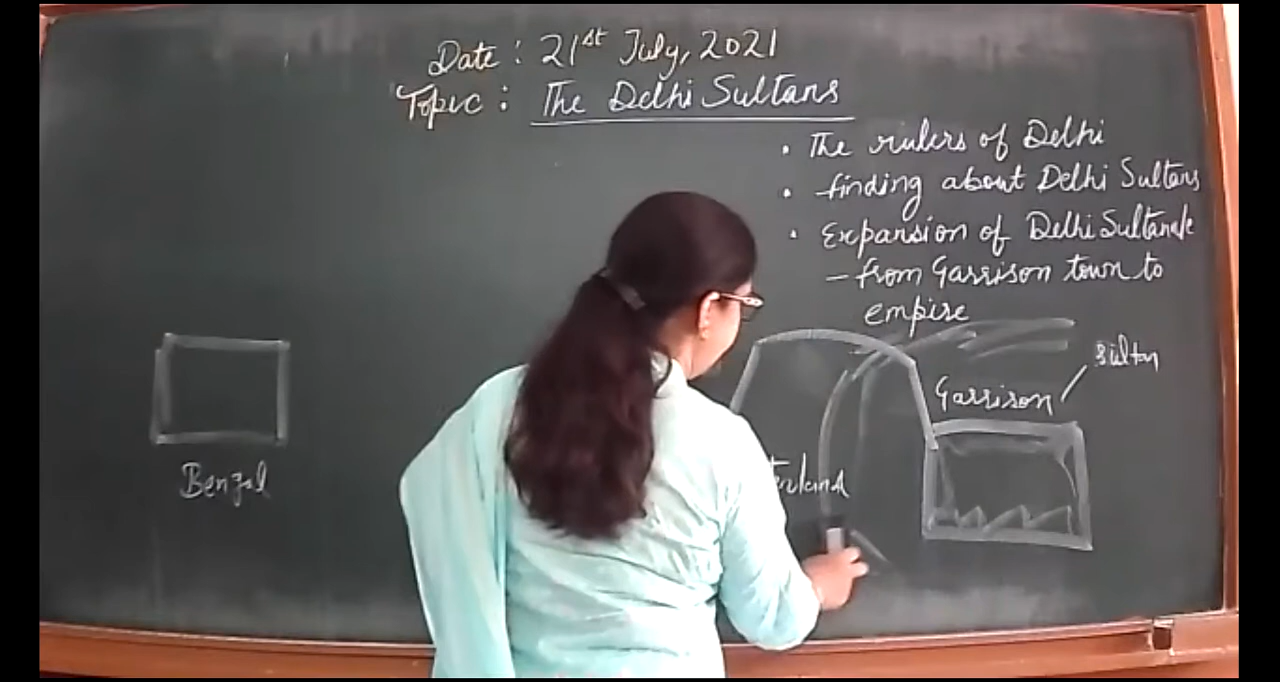 Date : 21st July, 2021
Topic : The Delhi Sultans
• The rulers of Delhi
• finding about Delhi Sultans
• Expansion of Delhi Sultanate
– from Garrison town to
empire
Sultan
Garrison
Bengal